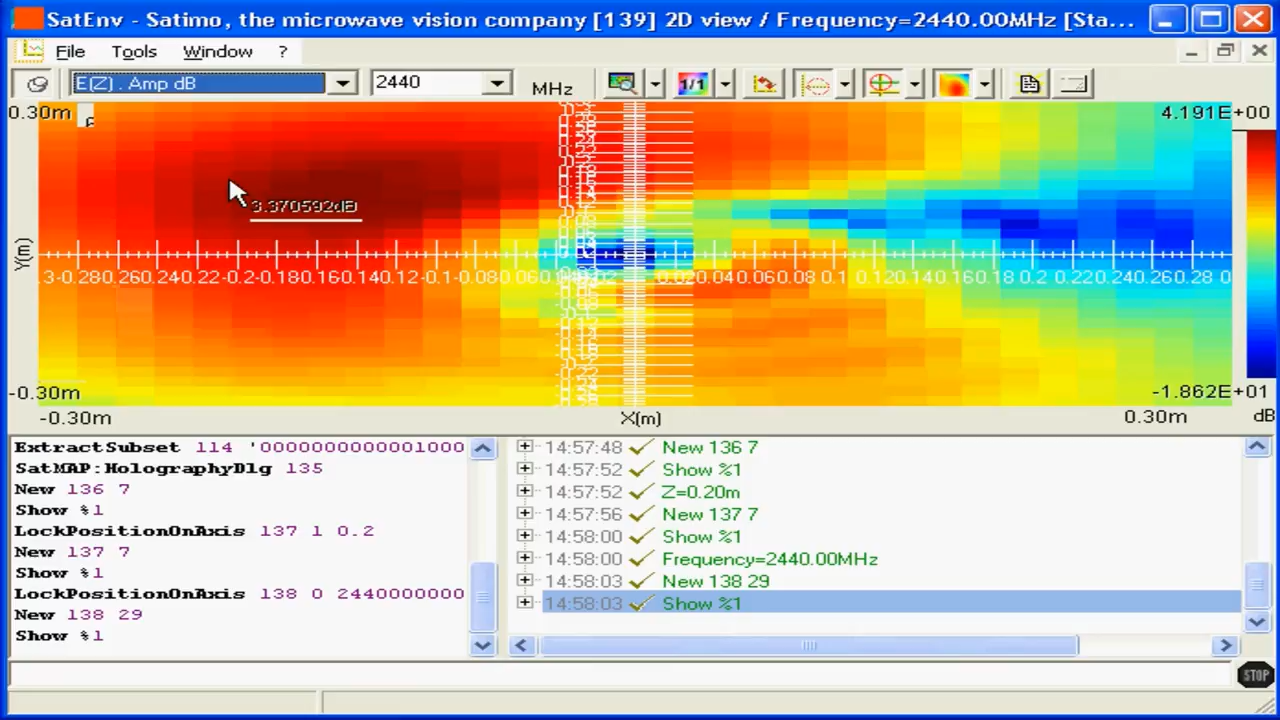 SatEnv - Satimo, the microwave vision company [139] 2D view / Frequency=2440.00MHz [Sta...
File Tools Window ?
E(Z) . Amp dB 2440 MHz 1/1
0.30m 4.191E+00
3.370592dB
Y(m)
-0.30m -1.862E+01
-0.30m X(m) 0.30m dB
ExtractSubset 114 '0000000000001000
SatMAP:HolographyDlg 135
New 136 7
Show %1
LockPositionOnAxis 137 1 0.2
New 137 7
Show %1
LockPositionOnAxis 138 0 2440000000
New 138 29
Show %1
14:57:48 New 136 7
14:57:52 Show %1
14:57:52 Z=0.20m
14:57:56 New 137 7
14:58:00 Show %1
14:58:00 Frequency=2440.00MHz
14:58:03 New 138 29
14:58:03 Show %1
STOP